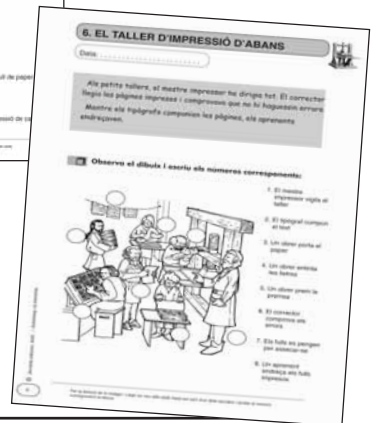 ull de paper
6. EL TALLER D'IMPRESSIÓ D'ABANS
Data:
Als petits tallers, el mestre impressor ho dirigia tot. El corrector
llegia les pàgines impreses i comprovava que no hi haguessin errors.
Mentre els tipògrafs componien les pàgines, els aprenents
endreçaven.
Observa el dibuix i escriu els números corresponents:
1. El mestre
impressor vigila el
taller
2. El tipògraf compon
el text
3. Un obrer porta el
paper
4. Un obrer entinta
les lletres
5. Un obrer prem la
premsa
6. El corrector
comprova els
errors
7. Els fulls es pengen
per assecar-se
8. Un aprenent
endreça els fulls
impresos